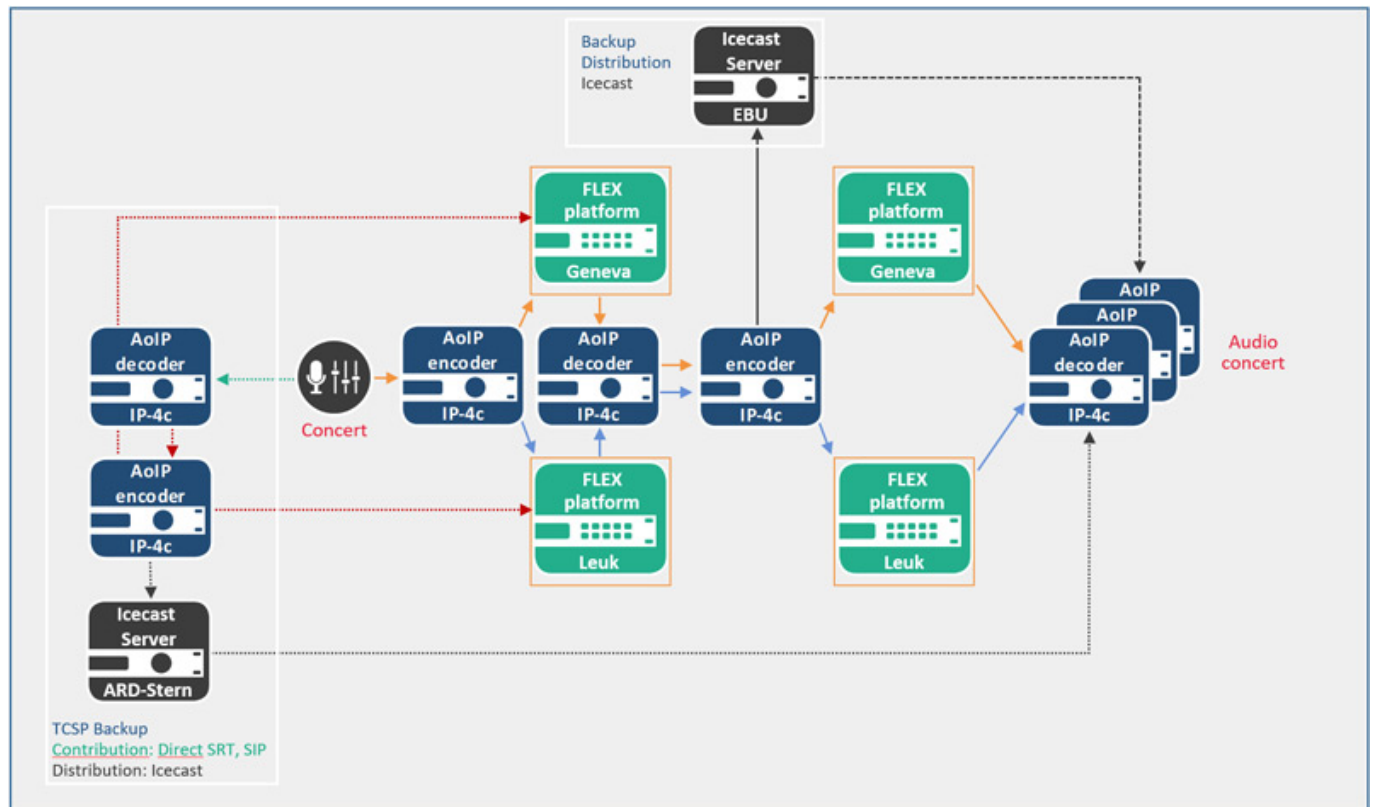 Backup
Distribution
Icecast
Icecast
Server
EBU
FLEX
platform
Geneva
FLEX
platform
Geneva
AoIP
decoder
IP-4c
Concert
AoIP
encoder
IP-4c
AoIP
decoder
IP-4c
AoIP
encoder
IP-4c
AoIP
AoIP
AoIP
decoder
IP-4c
Audio
concert
AoIP
encoder
IP-4c
FLEX
platform
Leuk
FLEX
platform
Leuk
Icecast
Server
ARD-Stern
TCSP Backup
Contribution: Direct SRT, SIP
Distribution: Icecast